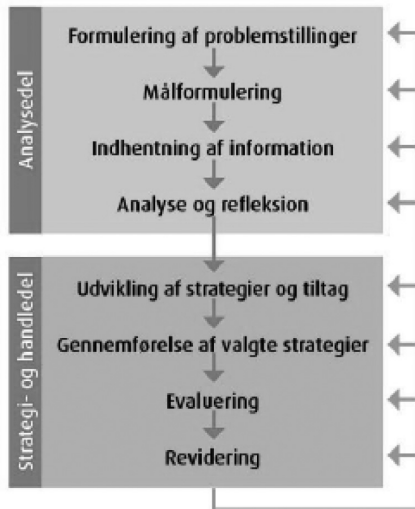 Analysedel
Formulering af problemstillinger
Målformulering
Indhentning af information
Analyse og refleksion
Strategi- og handledel
Udvikling af strategier og tiltag
Gennemførelse af valgte strategier
Evaluering
Revidering